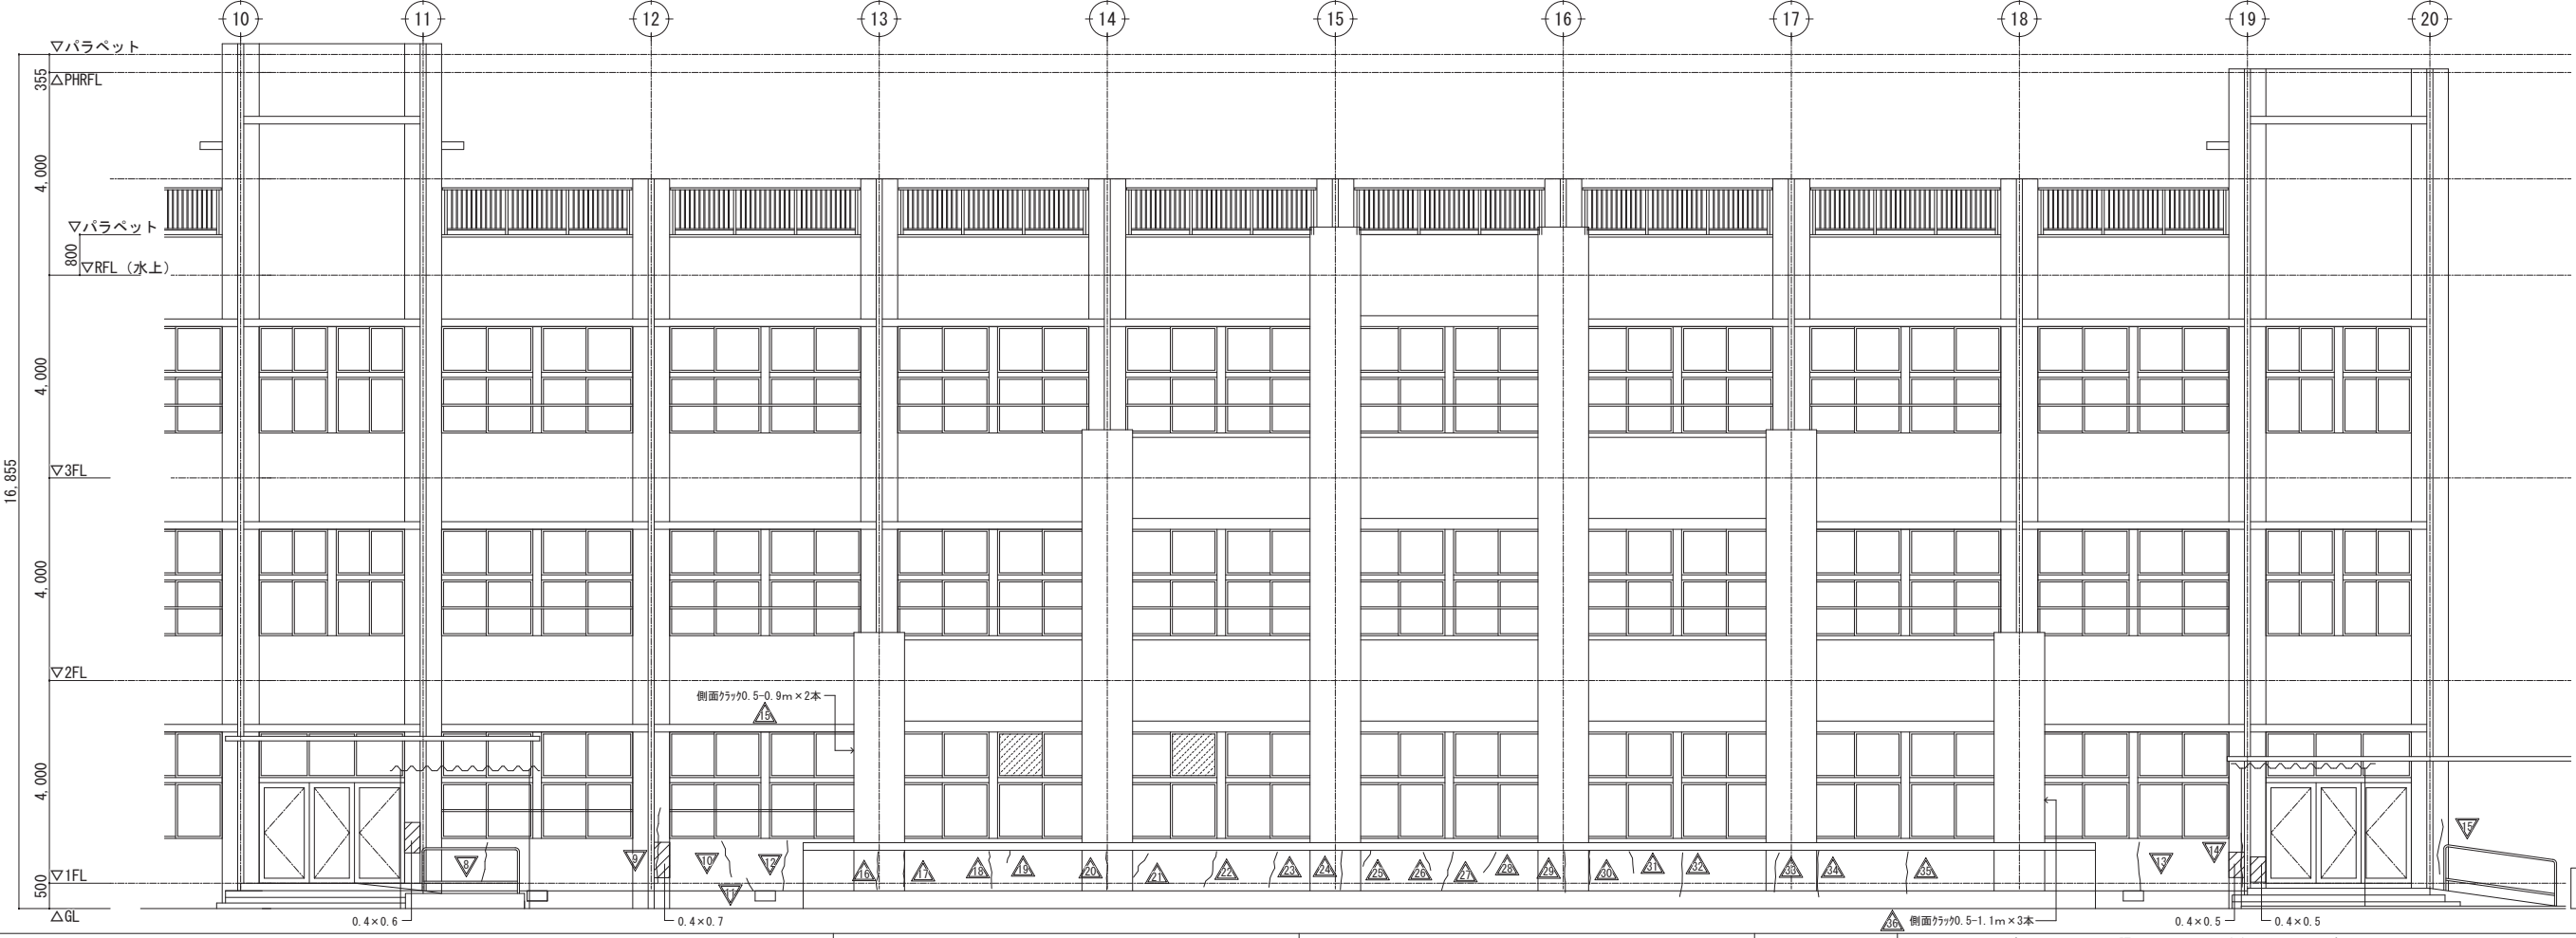 10 11 12 13 14 15 16 17 18 19 20
▽パラペット
355
△PHRFL
4,000
▽パラペット
800
▽RFL (水上)
4,000
16,855
▽3FL
4,000
▽2FL
側面クラック0.5-0.9m×2本
15
4,000
8 9 10 11 12
16 17 18 19 20 21 22 23 24 25 26 27 28 29 30 31 32 33 34 35
13 14 15
▽1FL
500
△GL
0.4×0.6
0.4×0.7
36 側面クラック0.5-1.1m×3本
0.4×0.5
0.4×0.5